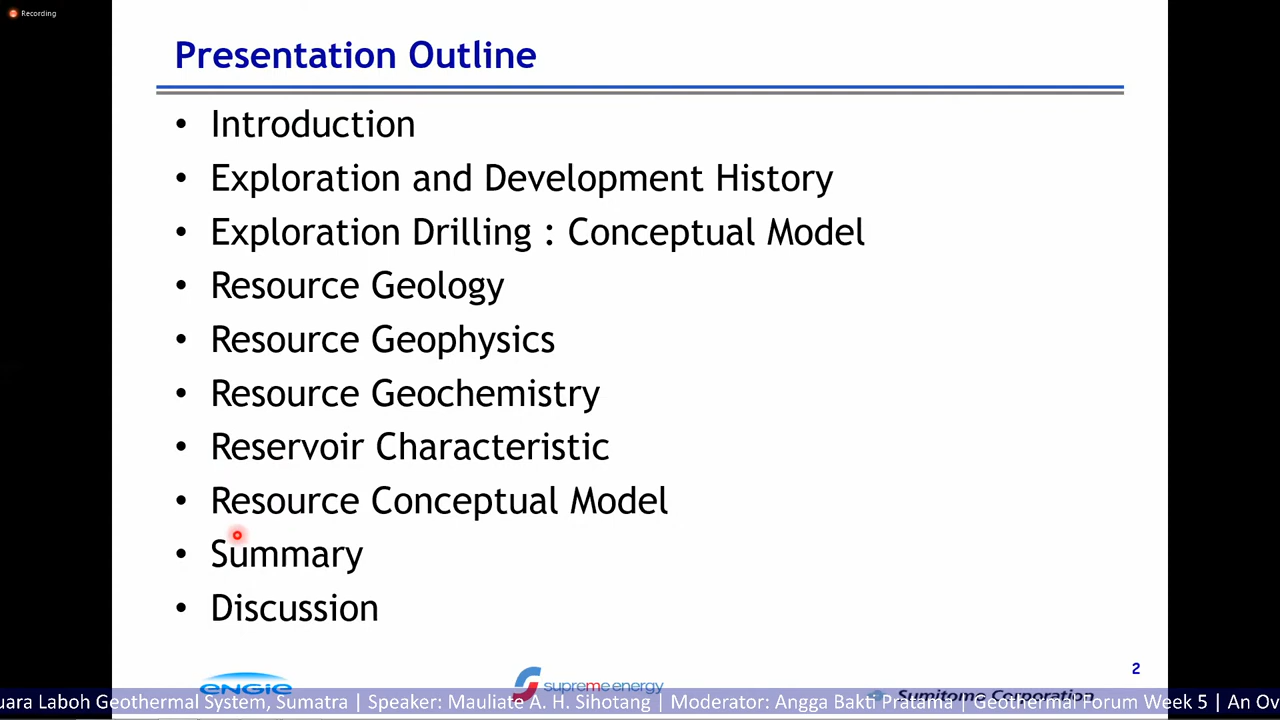 Recording
Presentation Outline
• Introduction
• Exploration and Development History
• Exploration Drilling : Conceptual Model
• Resource Geology
• Resource Geophysics
• Resource Geochemistry
• Reservoir Characteristic
• Resource Conceptual Model
• Summary
• Discussion
2
ENGIE
supreme energy
Sumitomo Corporation
uara Laboh Geothermal System, Sumatra | Speaker: Mauliate A. H. Sihotang | Moderator: Angga Bakti Pratama | Geothermal Forum Week 5 | An Ov